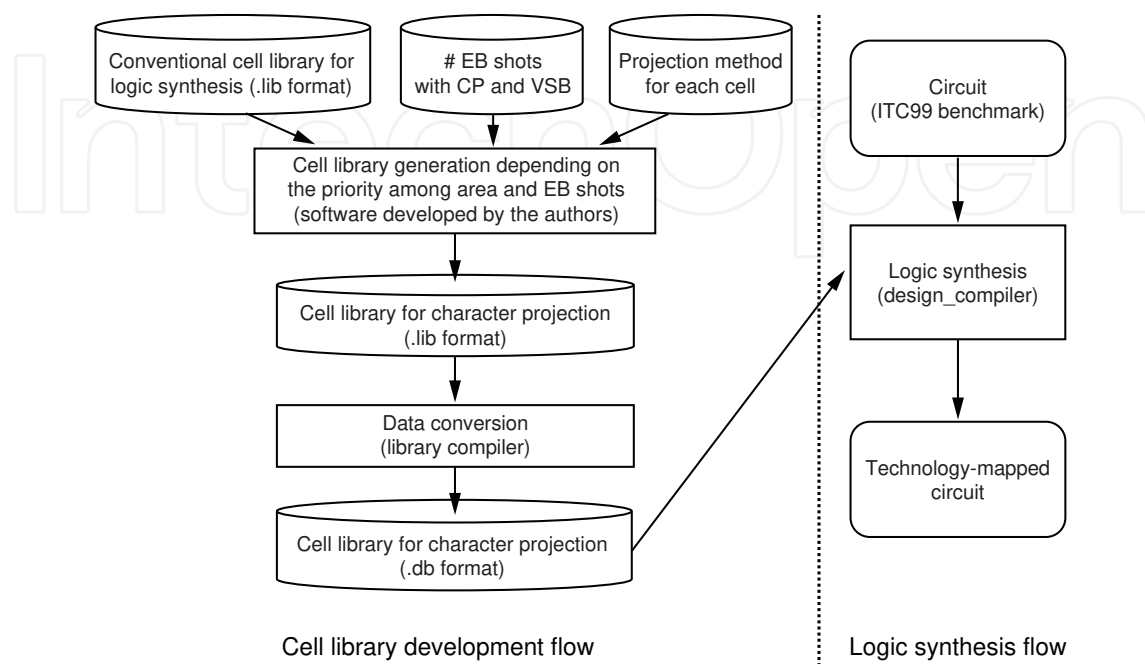 Conventional cell library for
logic synthesis (.lib format)
# EB shots
with CP and VSB
Projection method
for each cell
Cell library generation depending on
the priority among area and EB shots
(software developed by the authors)
Cell library for character projection
(.lib format)
Data conversion
(library compiler)
Cell library for character projection
(.db format)
Cell library development flow
Circuit
(ITC99 benchmark)
Logic synthesis
(design_compiler)
Technology-mapped
circuit
Logic synthesis flow
IntechOpen